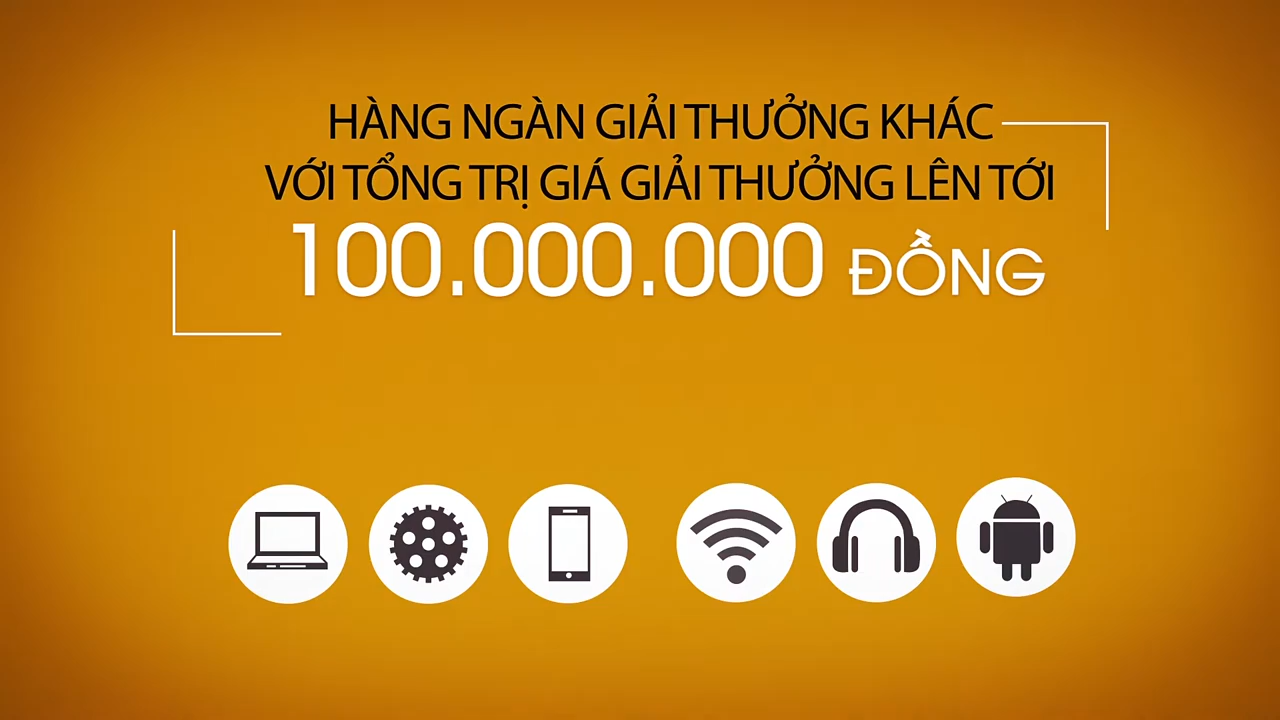 HÀNG NGÀN GIẢI THƯỞNG KHÁC
VỚI TỔNG TRỊ GIÁ GIẢI THƯỞNG LÊN TỚI
100.000.000 ĐỒNG